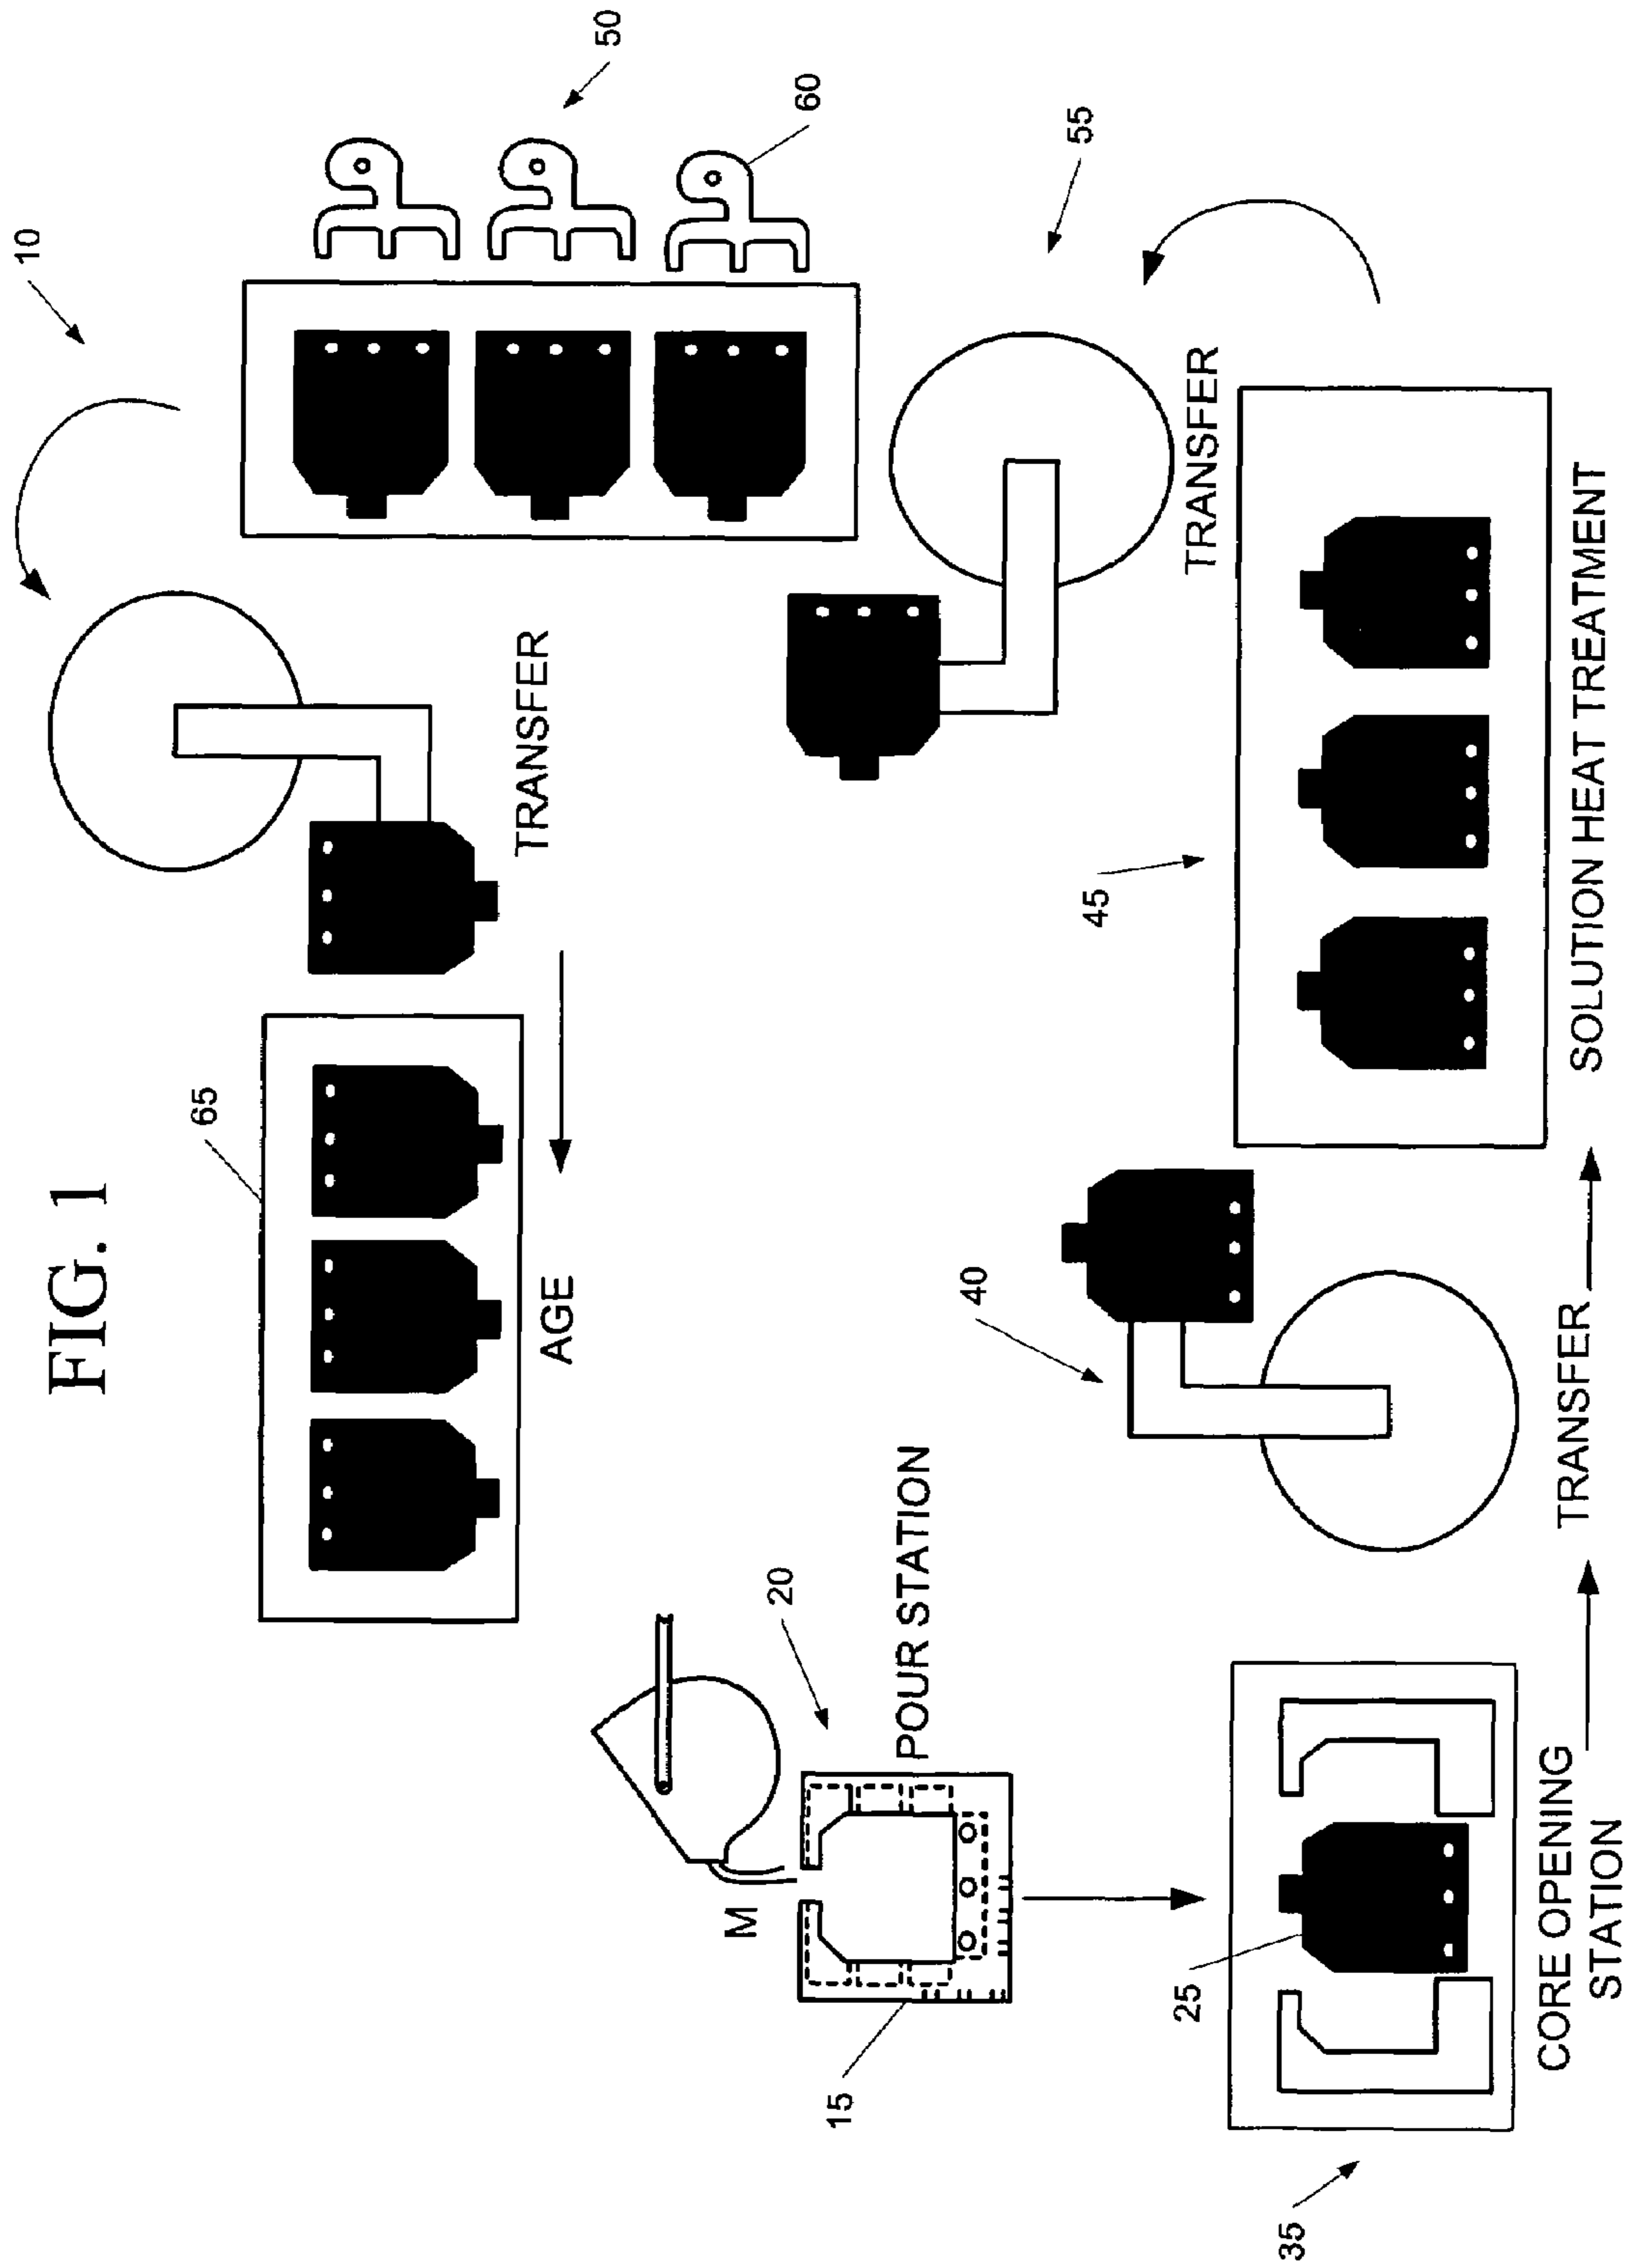 FIG. 1
10
50
60
65
AGE
TRANSFER
55
TRANSFER
20
M
POUR STATION
15
40
45
25
35
CORE OPENING
STATION
TRANSFER
SOLUTION HEAT TREATMENT